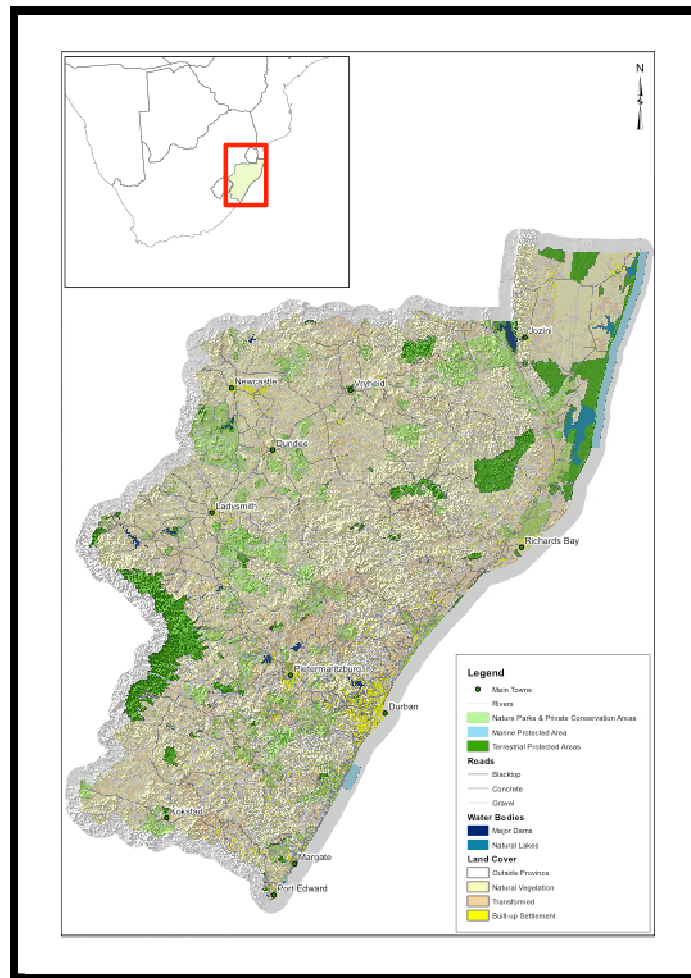 N
Jozini
Newcastle
Vryheid
Dundee
Ladysmith
Richards Bay
Pietermaritzburg
Durban
Kokstad
Margate
Port Edward
Legend
Main Towns
Rivers
Nature Parks & Private Conservation Areas
Marine Protected Area
Terrestrial Protected Areas
Roads
Blacktop
Concrete
Gravel
Water Bodies
Major Dams
Natural Lakes
Land Cover
Outside Province
Natural Vegetation
Transformed
Built-up Settlement